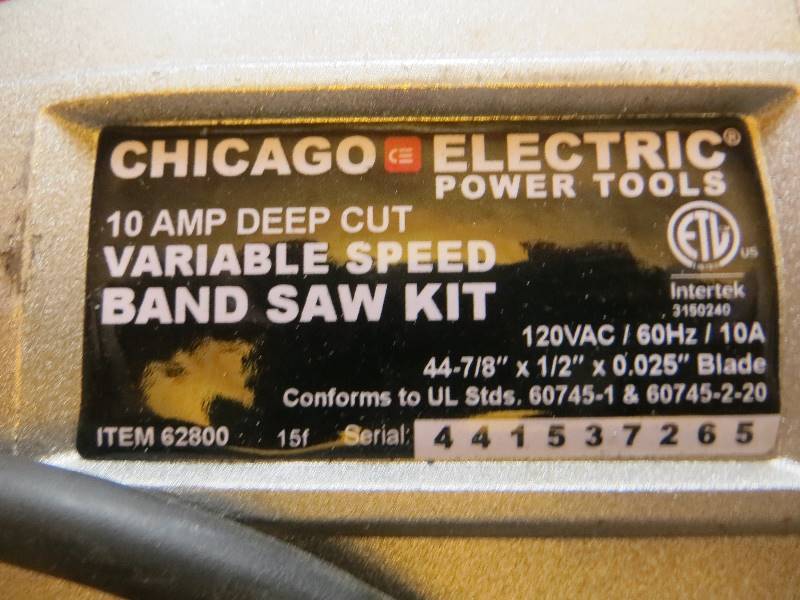 CHICAGO CE ELECTRIC®
POWER TOOLS
10 AMP DEEP CUT
VARIABLE SPEED
BAND SAW KIT
ETL
US
Intertek
3150240
120VAC / 60Hz / 10A
44-7/8" x 1/2" x 0.025" Blade
Conforms to UL Stds. 60745-1 & 60745-2-20
ITEM 62800 15f Serial: 441537265